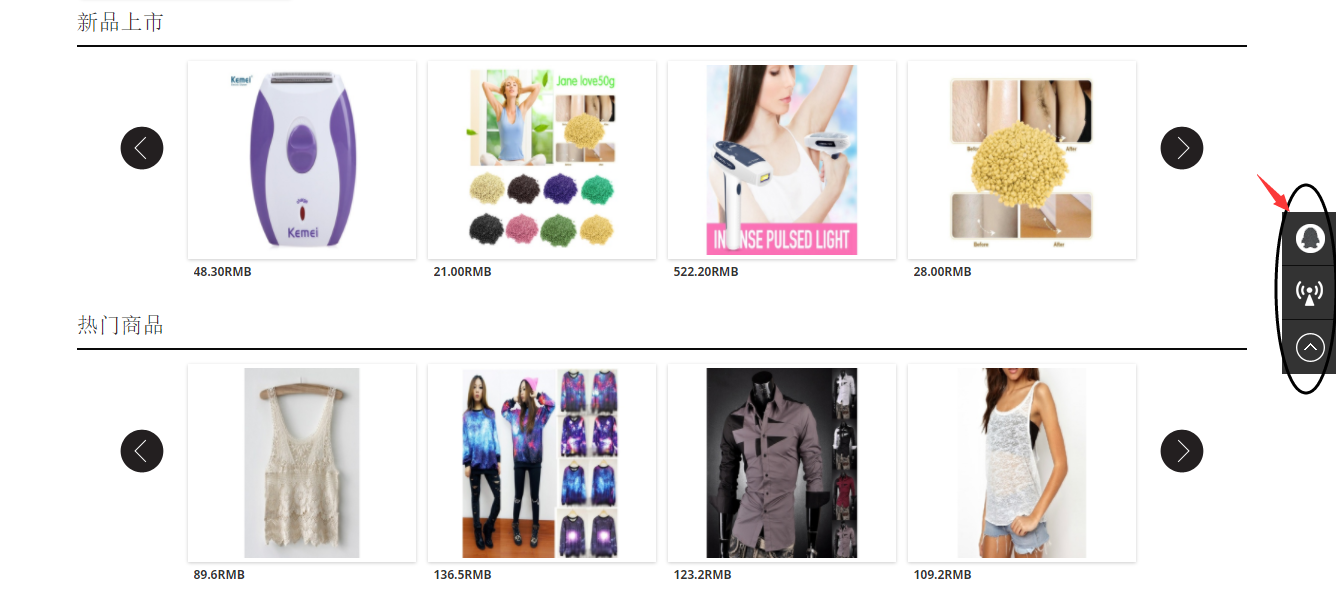 新品上市
Kemei
Kemei
Jane love50g
INTENSE PULSED LIGHT
Before
After
Before
After
48.30RMB
21.00RMB
522.20RMB
28.00RMB
热门商品
89.6RMB
136.5RMB
123.2RMB
109.2RMB